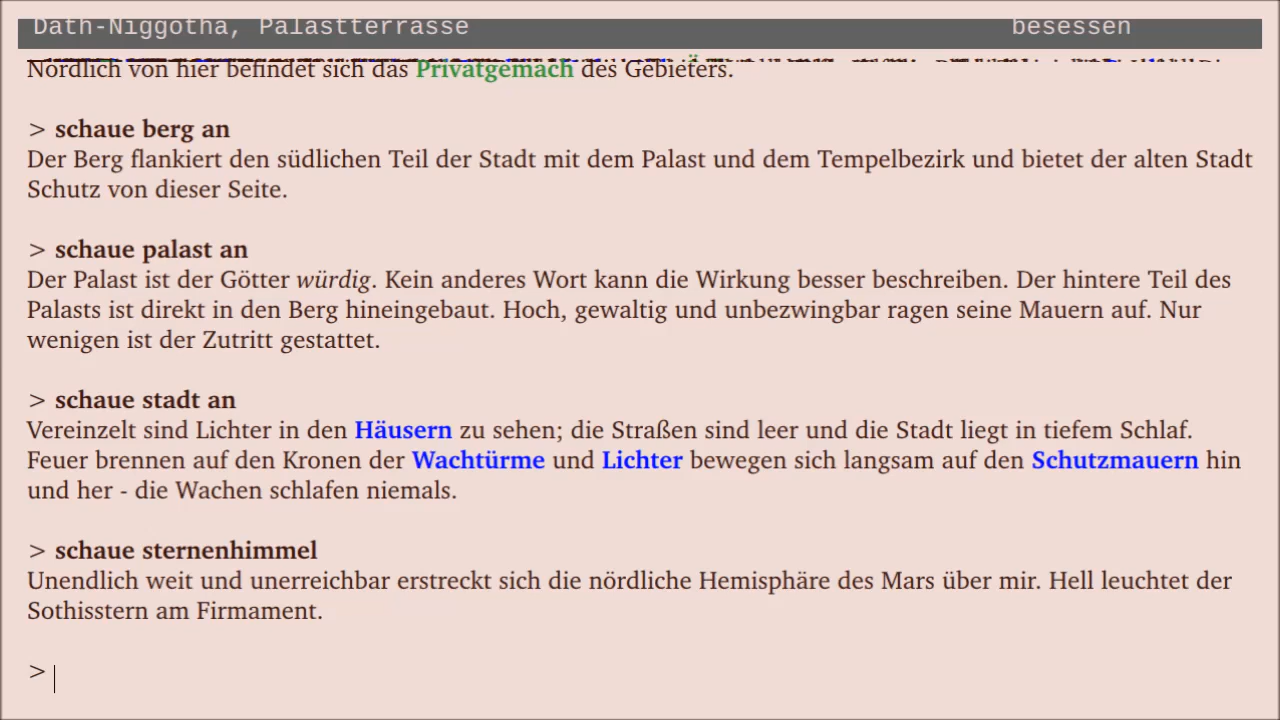 Dath-Niggotha, Palastterrasse besessen
Nördlich von hier befindet sich das Privatgemach des Gebieters.
> schaue berg an
Der Berg flankiert den südlichen Teil der Stadt mit dem Palast und dem Tempelbezirk und bietet der alten Stadt
Schutz von dieser Seite.
> schaue palast an
Der Palast ist der Götter würdig. Kein anderes Wort kann die Wirkung besser beschreiben. Der hintere Teil des
Palasts ist direkt in den Berg hineingebaut. Hoch, gewaltig und unbezwingbar ragen seine Mauern auf. Nur
wenigen ist der Zutritt gestattet.
> schaue stadt an
Vereinzelt sind Lichter in den Häusern zu sehen; die Straßen sind leer und die Stadt liegt in tiefem Schlaf.
Feuer brennen auf den Kronen der Wachtürme und Lichter bewegen sich langsam auf den Schutzmauern hin
und her - die Wachen schlafen niemals.
> schaue sternenhimmel
Unendlich weit und unerreichbar erstreckt sich die nördliche Hemisphäre des Mars über mir. Hell leuchtet der
Sothisstern am Firmament.
>